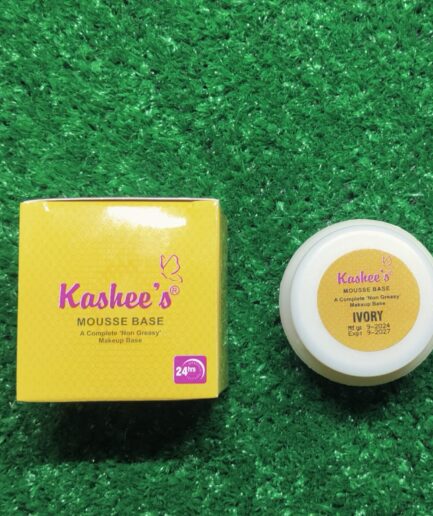 Kashee's®
MOUSSE BASE
A Complete 'Non Greasy'
Makeup Base
24hrs
Kashee's®
MOUSSE BASE
A Complete 'Non Greasy'
Makeup Base
IVORY
Mfg: 9-2024
Exp: 9-2027